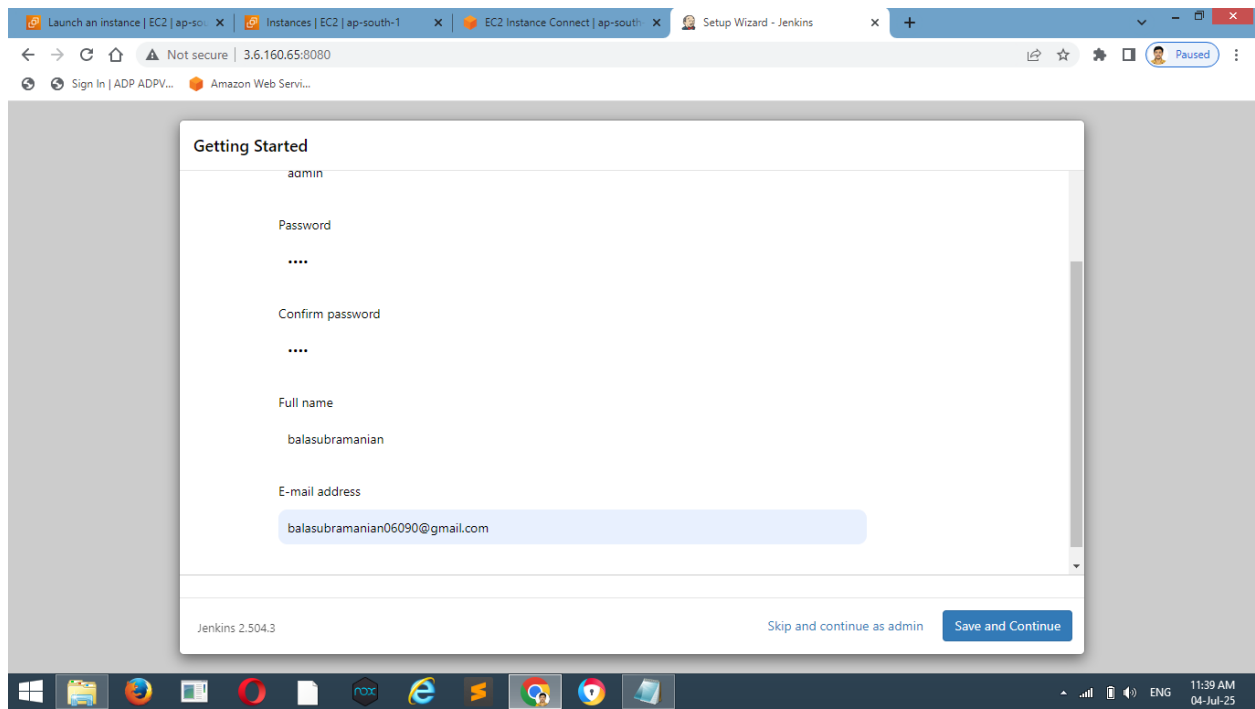 Launch an instance | EC2 | ap-sou
Instances | EC2 | ap-south-1
EC2 Instance Connect | ap-south-
Setup Wizard - Jenkins
Not secure | 3.6.160.65:8080
Paused
Sign In | ADP ADPV...
Amazon Web Servi...
Getting Started
admin
Password
••••
Confirm password
••••
Full name
balasubramanian
E-mail address
balasubramanian06090@gmail.com
Jenkins 2.504.3
Skip and continue as admin
Save and Continue
nox
ENG
11:39 AM
04-Jul-25